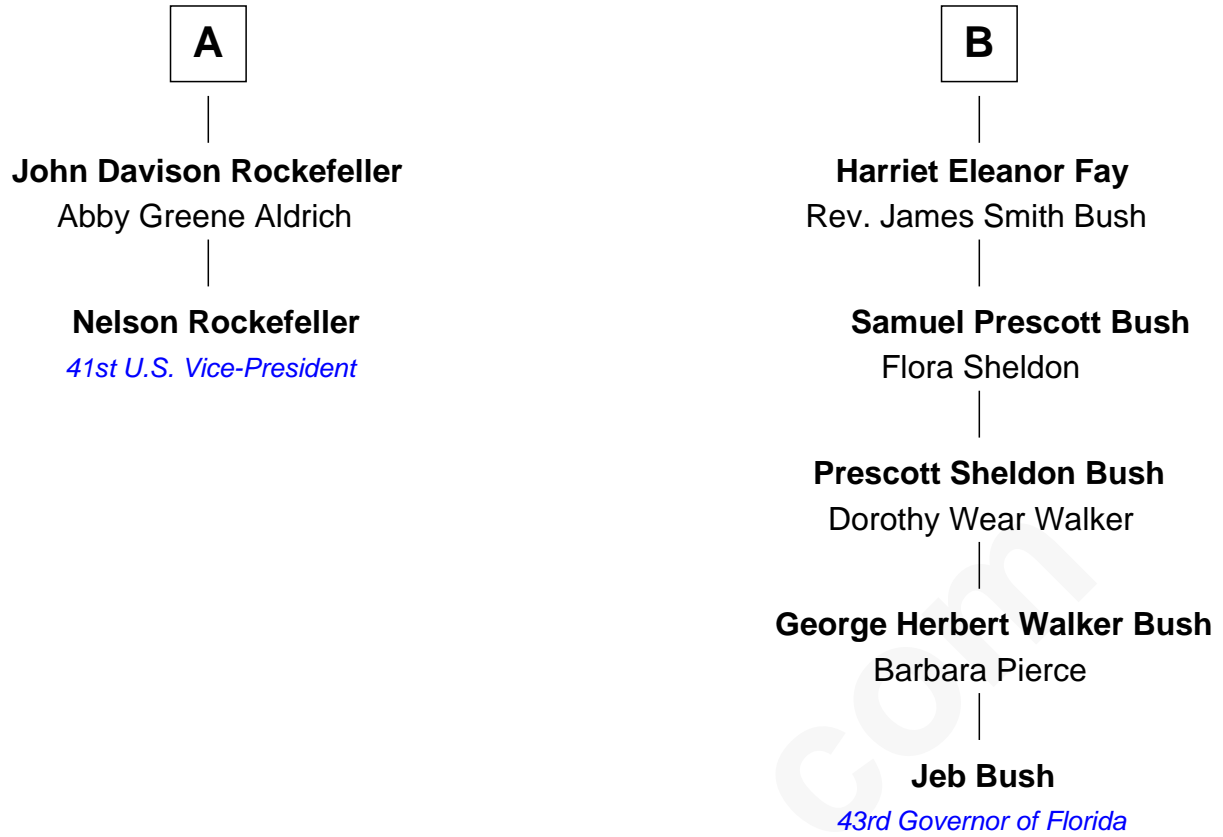 A
John Davison Rockefeller
Abby Greene Aldrich
Nelson Rockefeller
41st U.S. Vice-President
B
Harriet Eleanor Fay
Rev. James Smith Bush
Samuel Prescott Bush
Flora Sheldon
Prescott Sheldon Bush
Dorothy Wear Walker
George Herbert Walker Bush
Barbara Pierce
Jeb Bush
43rd Governor of Florida
com